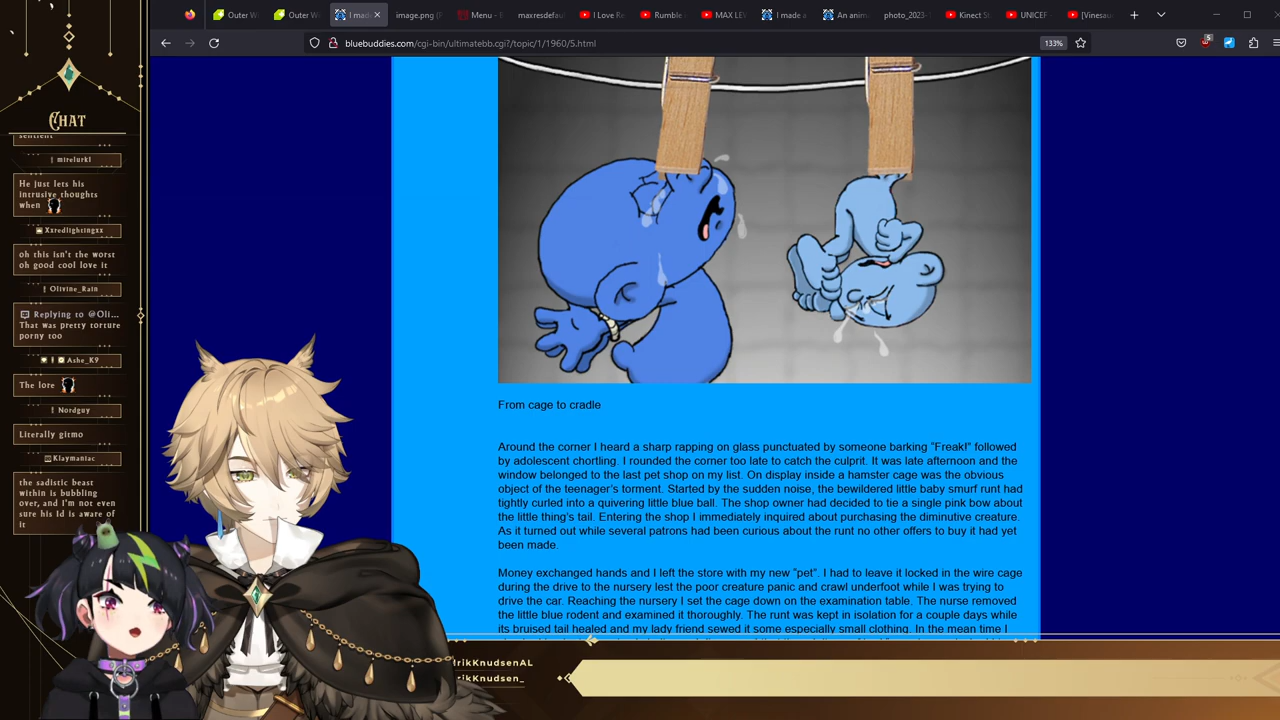 Outer W
Outer W
I mad
image.png (F
Menu - R
maxresdefau
I Love Re
Rumble
MAX LEV
I made a
An anim
photo_2023-1
Kinect St
UNICEF -
[Vinesau
bluebuddies.com/cgi-bin/ultimatebb.cgi?/topic/1/1960/5.html
133%
5
Chat
sentient
mirelurk1
He just lets his
intrusive thoughts
when
Xxredlightingxx
oh this isn't the worst
oh good cool love it
Olivine_Rain
Replying to @Oli...
That was pretty torture
porny too
Ashe_K9
The lore
Nordguy
Literally gitmo
Klaymaniac
the sadistic beast
within is bubbling
over, and I'm not even
sure his Id is aware of
it
From cage to cradle
Around the corner I heard a sharp rapping on glass punctuated by someone barking "Freak!" followed
by adolescent chortling. I rounded the corner too late to catch the culprit. It was late afternoon and the
window belonged to the last pet shop on my list. On display inside a hamster cage was the obvious
object of the teenager's torment. Started by the sudden noise, the bewildered little baby smurf runt had
tightly curled into a quivering little blue ball. The shop owner had decided to tie a single pink bow about
the little thing's tail. Entering the shop I immediately inquired about purchasing the diminutive creature.
As it turned out while several patrons had been curious about the runt no other offers to buy it had yet
been made.
Money exchanged hands and I left the store with my new "pet". I had to leave it locked in the wire cage
during the drive to the nursery lest the poor creature panic and crawl underfoot while I was trying to
drive the car. Reaching the nursery I set the cage down on the examination table. The nurse removed
the little blue rodent and examined it thoroughly. The runt was kept in isolation for a couple days while
its bruised tail healed and my lady friend sewed it some especially small clothing. In the mean time I
rikKnudsenAL
rikKnudsen_